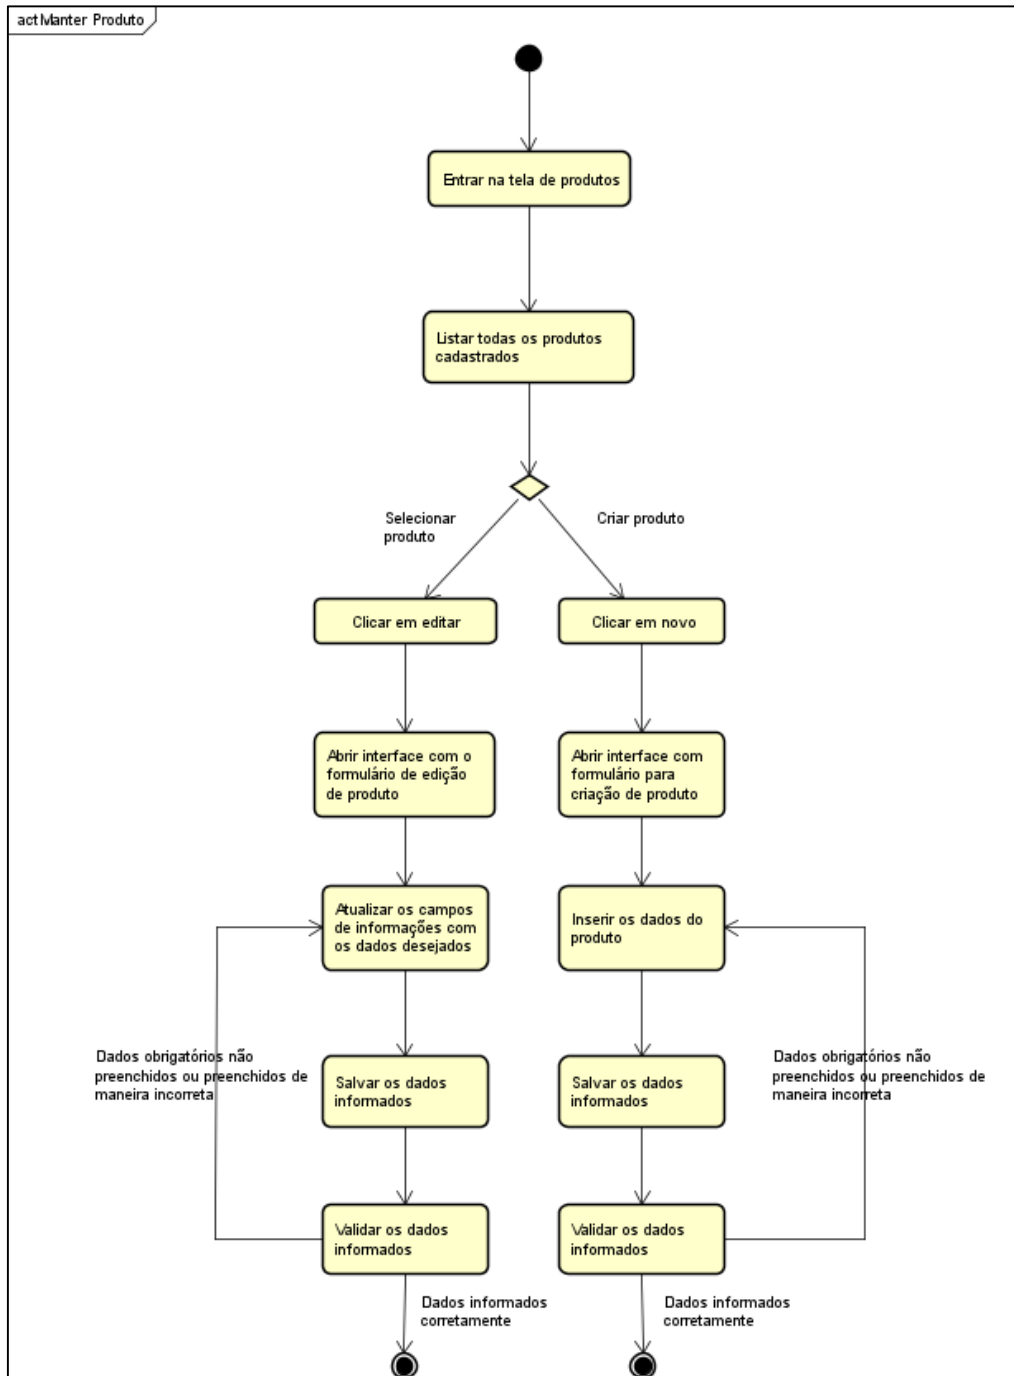 act Manter Produto
Entrar na tela de produtos
Listar todas os produtos
cadastrados
Selecionar
produto
Criar produto
Clicar em editar
Clicar em novo
Abrir interface com o
formulário de edição
de produto
Abrir interface com
formulário para
criação de produto
Atualizar os campos
de informações com
os dados desejados
Inserir os dados do
produto
Dados obrigatórios não
preenchidos ou preenchidos de
maneira incorreta
Salvar os dados
informados
Salvar os dados
informados
Dados obrigatórios não
preenchidos ou preenchidos de
maneira incorreta
Validar os dados
informados
Validar os dados
informados
Dados informados
corretamente
Dados informados
corretamente